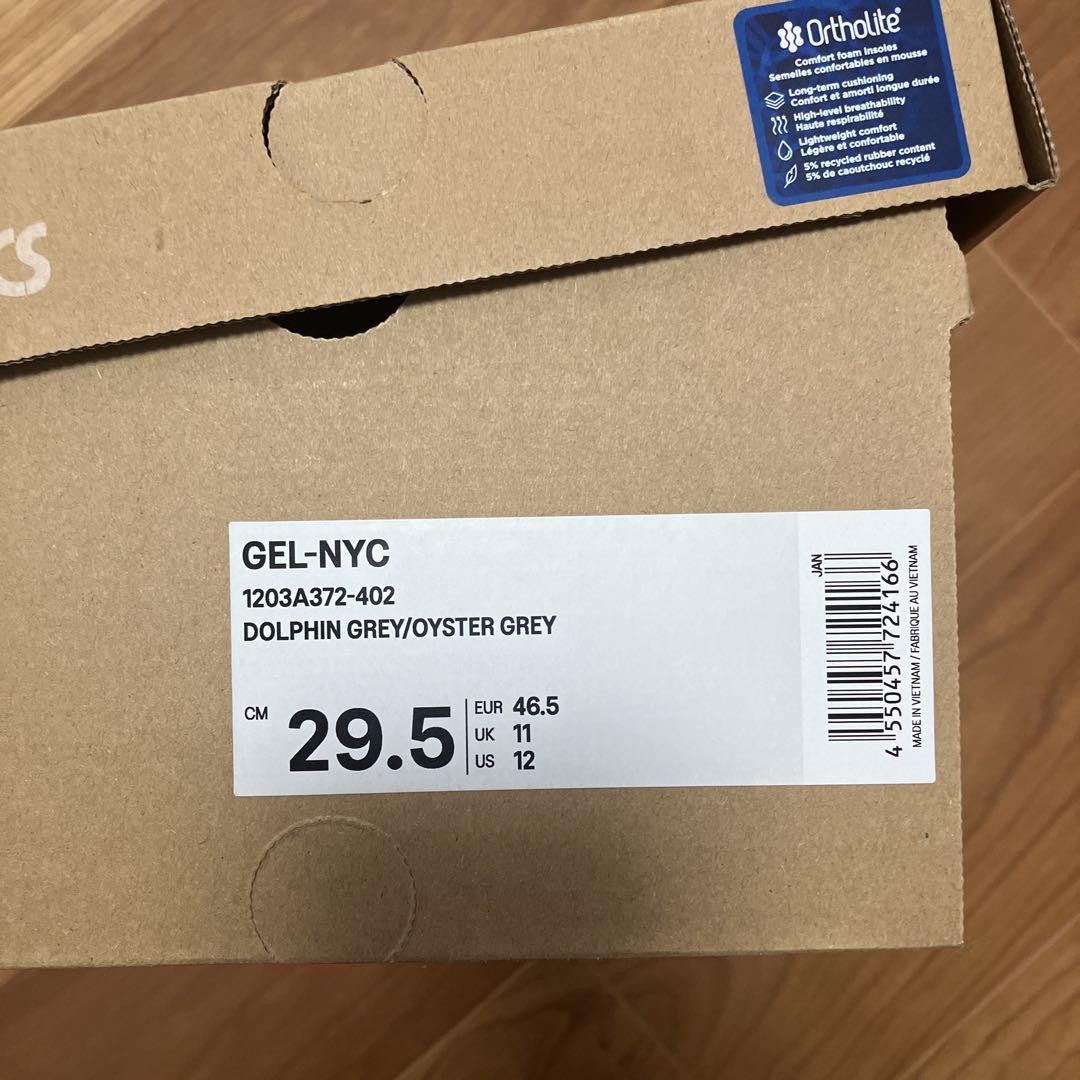 Ortholite®
Comfort foam insoles
Semelles confortables en mousse
Long-term cushioning
Confort et amorti longue durée
High-level breathability
Haute respirabilité
Lightweight comfort
Légère et confortable
5% recycled rubber content
5% de caoutchouc recyclé
cs
GEL-NYC
1203A372-402
DOLPHIN GREY/OYSTER GREY
CM 29.5
EUR 46.5
UK 11
US 12
JAN
4 550457 724166
MADE IN VIETNAM / FABRIQUE AU VIETNAM